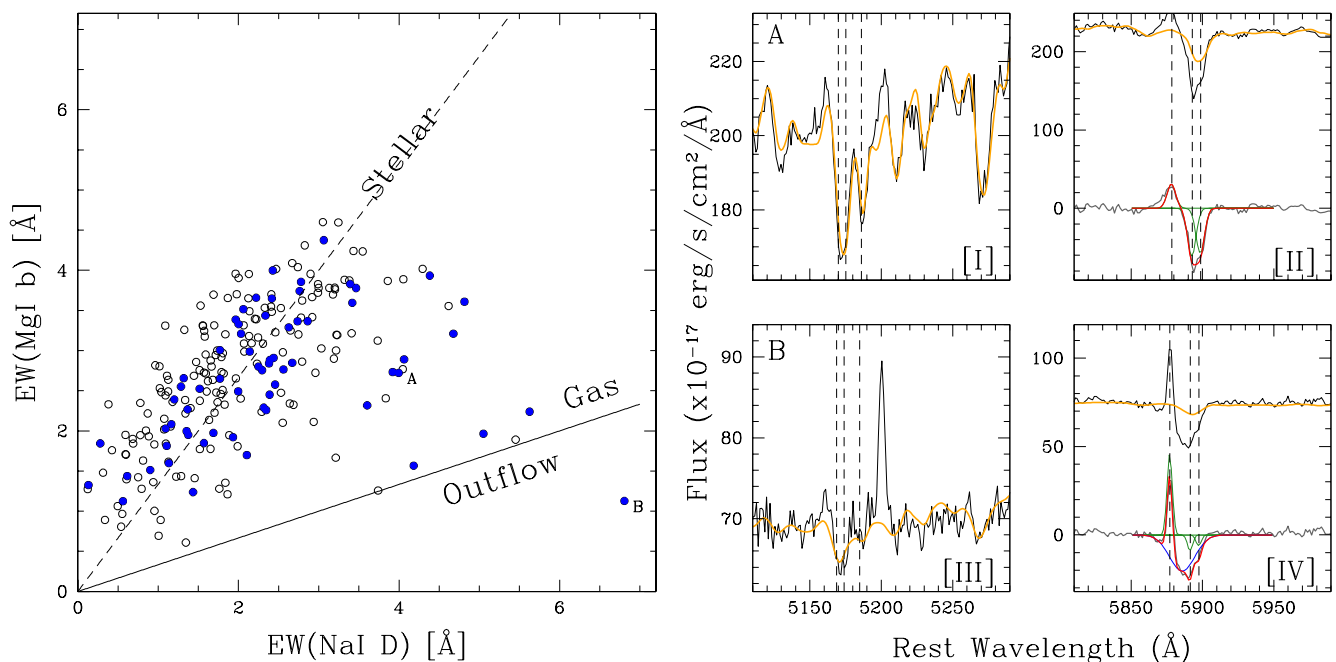 EW(MgI b) [Å]
0
2
4
6
0
2
4
6
EW(NaI D) [Å]
Stellar
Gas
Outflow
A
B
Flux (x10⁻¹⁷ erg/s/cm²/Å)
A
180
200
220
[I]
0
100
200
[II]
B
70
80
90
[III]
5150
5200
5250
0
50
100
[IV]
5850
5900
5950
Rest Wavelength (Å)